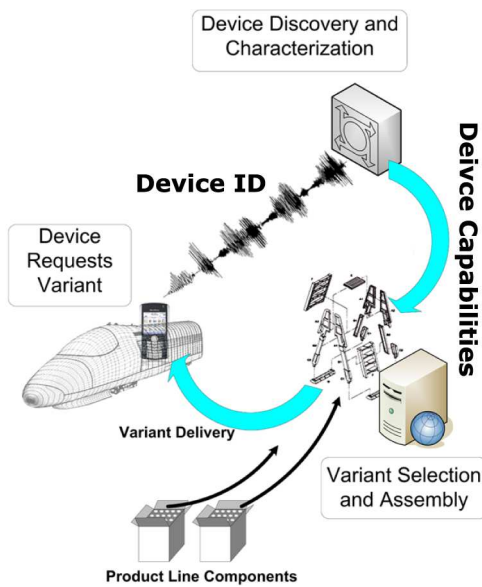 Device Discovery and
Characterization
Device ID
Deivce Capabilities
Device
Requests
Variant
Variant Delivery
Variant Selection
and Assembly
Product Line Components